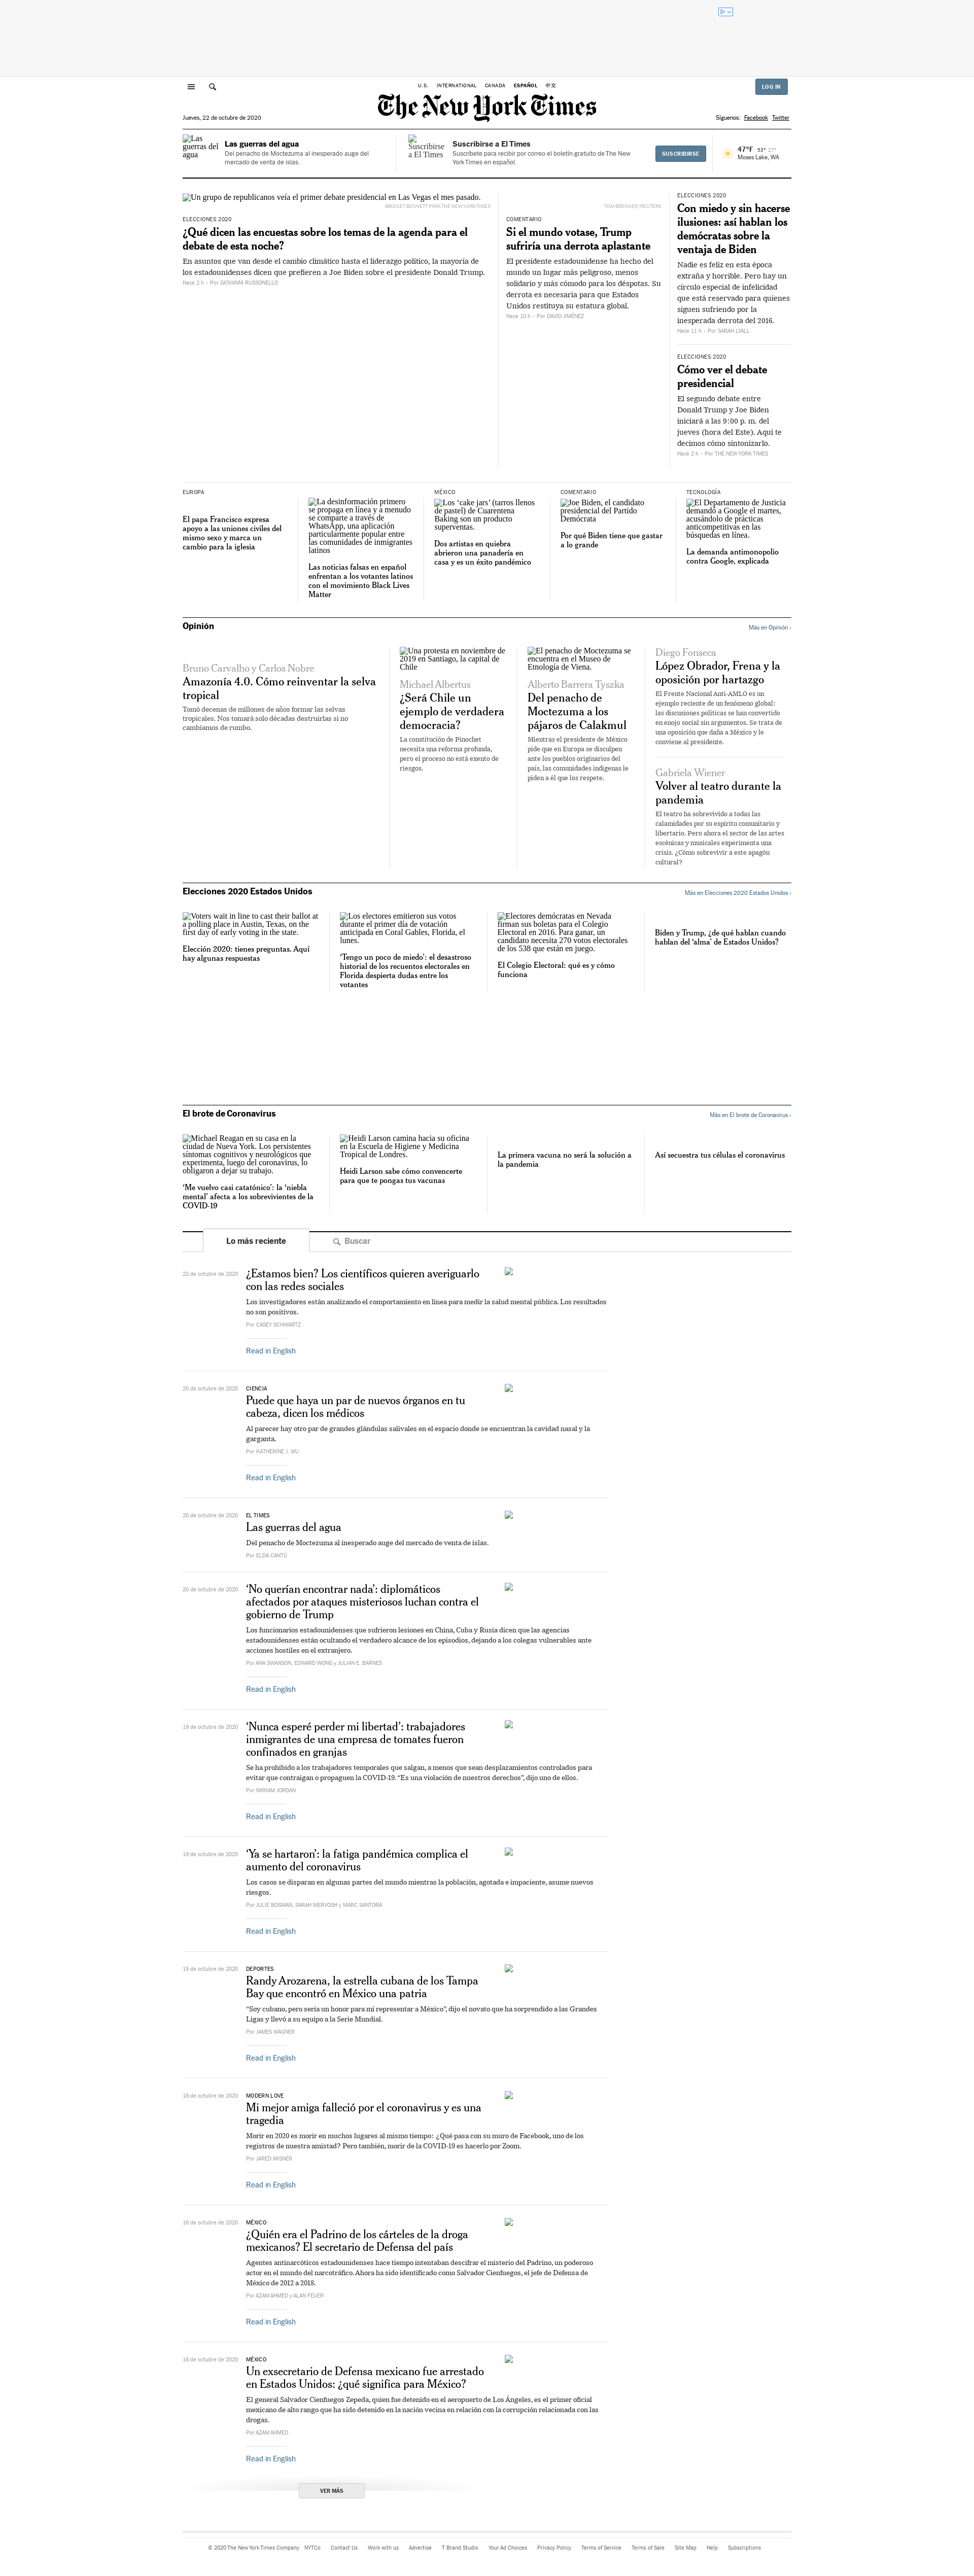 U.S. INTERNATIONAL CANADA ESPAÑOL 中文
LOG IN
The New York Times
Jueves, 22 de octubre de 2020
Síguenos: Facebook Twitter
Las guerras del agua
Las guerras del agua
Del penacho de Moctezuma al inesperado auge del
mercado de venta de islas.
Suscribirse
a El Times
Suscribirse a El Times
Suscríbete para recibir por correo el boletín gratuito de The New
York Times en español.
SUSCRIBIRSE
47°F 53° 27°
Moses Lake, WA
Un grupo de republicanos veía el primer debate presidencial en Las Vegas el mes pasado.
BRIDGET BENNETT PARA THE NEW YORK TIMES
ELECCIONES 2020
¿Qué dicen las encuestas sobre los temas de la agenda para el
debate de esta noche?
En asuntos que van desde el cambio climático hasta el liderazgo político, la mayoría de
los estadounidenses dicen que prefieren a Joe Biden sobre el presidente Donald Trump.
Hace 2 h - Por GIOVANNI RUSSONELLO
TOM BRENNER/REUTERS
COMENTARIO
Si el mundo votase, Trump
sufriría una derrota aplastante
El presidente estadounidense ha hecho del
mundo un lugar más peligroso, menos
solidario y más cómodo para los déspotas. Su
derrota es necesaria para que Estados
Unidos restituya su estatura global.
Hace 10 h - Por DAVID JIMÉNEZ
ELECCIONES 2020
Con miedo y sin hacerse
ilusiones: así hablan los
demócratas sobre la
ventaja de Biden
Nadie es feliz en esta época
extraña y horrible. Pero hay un
círculo especial de infelicidad
que está reservado para quienes
siguen sufriendo por la
inesperada derrota del 2016.
Hace 11 h - Por SARAH LYALL
ELECCIONES 2020
Cómo ver el debate
presidencial
El segundo debate entre
Donald Trump y Joe Biden
iniciará a las 9:00 p. m. del
jueves (hora del Este). Aquí te
decimos cómo sintonizarlo.
Hace 2 h - Por THE NEW YORK TIMES
EUROPA
El papa Francisco expresa
apoyo a las uniones civiles del
mismo sexo y marca un
cambio para la iglesia
La desinformación primero
se propaga en línea y a menudo
se comparte a través de
WhatsApp, una aplicación
particularmente popular entre
las comunidades de inmigrantes
latinos
Las noticias falsas en español
enfrentan a los votantes latinos
con el movimiento Black Lives
Matter
MÉXICO
Los ‘cake jars’ (tarros llenos
de pastel) de Cuarentena
Baking son un producto
superventas.
Dos artistas en quiebra
abrieron una panadería en
casa y es un éxito pandémico
COMENTARIO
Joe Biden, el candidato
presidencial del Partido
Demócrata
Por qué Biden tiene que gastar
a lo grande
TECNOLOGÍA
El Departamento de Justicia
demandó a Google el martes,
acusándolo de prácticas
anticompetitivas en las
búsquedas en línea.
La demanda antimonopolio
contra Google, explicada
Opinión
Más en Opinión ›
Bruno Carvalho y Carlos Nobre
Amazonía 4.0. Cómo reinventar la selva
tropical
Tomó decenas de millones de años formar las selvas
tropicales. Nos tomará solo décadas destruirlas si no
cambiamos de rumbo.
Una protesta en noviembre de
2019 en Santiago, la capital de
Chile
Michael Albertus
¿Será Chile un
ejemplo de verdadera
democracia?
La constitución de Pinochet
necesita una reforma profunda,
pero el proceso no está exento de
riesgos.
El penacho de Moctezuma se
encuentra en el Museo de
Etnología de Viena.
Alberto Barrera Tyszka
Del penacho de
Moctezuma a los
pájaros de Calakmul
Mientras el presidente de México
pide que en Europa se disculpen
ante los pueblos originarios del
país, las comunidades indígenas le
piden a él que los respete.
Diego Fonseca
López Obrador, Frena y la
oposición por hartazgo
El Frente Nacional Anti-AMLO es un
ejemplo reciente de un fenómeno global:
las discusiones políticas se han convertido
en enojo social sin argumentos. Se trata de
una oposición que daña a México y le
conviene al presidente.
Gabriela Wiener
Volver al teatro durante la
pandemia
El teatro ha sobrevivido a todas las
calamidades por su espíritu comunitario y
libertario. Pero ahora el sector de las artes
escénicas y musicales experimenta una
crisis. ¿Cómo sobrevivir a este apagón
cultural?
Elecciones 2020 Estados Unidos
Más en Elecciones 2020 Estados Unidos ›
Voters wait in line to cast their ballot at
a polling place in Austin, Texas, on the
first day of early voting in the state.
Elección 2020: tienes preguntas. Aquí
hay algunas respuestas
Los electores emitieron sus votos
durante el primer día de votación
anticipada en Coral Gables, Florida, el
lunes.
‘Tengo un poco de miedo’: el desastroso
historial de los recuentos electorales en
Florida despierta dudas entre los
votantes
Electores demócratas en Nevada
firman sus boletas para el Colegio
Electoral en 2016. Para ganar, un
candidato necesita 270 votos electorales
de los 538 que están en juego.
El Colegio Electoral: qué es y cómo
funciona
Biden y Trump, ¿de qué hablan cuando
hablan del ‘alma’ de Estados Unidos?
El brote de Coronavirus
Más en El brote de Coronavirus ›
Michael Reagan en su casa en la
ciudad de Nueva York. Los persistentes
síntomas cognitivos y neurológicos que
experimenta, luego del coronavirus, lo
obligaron a dejar su trabajo.
‘Me vuelvo casi catatónico’: la ‘niebla
mental’ afecta a los sobrevivientes de la
COVID-19
Heidi Larson camina hacia su oficina
en la Escuela de Higiene y Medicina
Tropical de Londres.
Heidi Larson sabe cómo convencerte
para que te pongas tus vacunas
La primera vacuna no será la solución a
la pandemia
Así secuestra tus células el coronavirus
Lo más reciente
Buscar
22 de octubre de 2020
¿Estamos bien? Los científicos quieren averiguarlo
con las redes sociales
Los investigadores están analizando el comportamiento en línea para medir la salud mental pública. Los resultados
no son positivos.
Por CASEY SCHWARTZ
Read in English
20 de octubre de 2020
CIENCIA
Puede que haya un par de nuevos órganos en tu
cabeza, dicen los médicos
Al parecer hay otro par de grandes glándulas salivales en el espacio donde se encuentran la cavidad nasal y la
garganta.
Por KATHERINE J. WU
Read in English
20 de octubre de 2020
EL TIMES
Las guerras del agua
Del penacho de Moctezuma al inesperado auge del mercado de venta de islas.
Por ELDA CANTÚ
20 de octubre de 2020
‘No querían encontrar nada’: diplomáticos
afectados por ataques misteriosos luchan contra el
gobierno de Trump
Los funcionarios estadounidenses que sufrieron lesiones en China, Cuba y Rusia dicen que las agencias
estadounidenses están ocultando el verdadero alcance de los episodios, dejando a los colegas vulnerables ante
acciones hostiles en el extranjero.
Por ANA SWANSON, EDWARD WONG y JULIAN E. BARNES
Read in English
19 de octubre de 2020
‘Nunca esperé perder mi libertad’: trabajadores
inmigrantes de una empresa de tomates fueron
confinados en granjas
Se ha prohibido a los trabajadores temporales que salgan, a menos que sean desplazamientos controlados para
evitar que contraigan o propaguen la COVID-19. “Es una violación de nuestros derechos”, dijo uno de ellos.
Por MIRIAM JORDAN
Read in English
19 de octubre de 2020
‘Ya se hartaron’: la fatiga pandémica complica el
aumento del coronavirus
Los casos se disparan en algunas partes del mundo mientras la población, agotada e impaciente, asume nuevos
riesgos.
Por JULIE BOSMAN, SARAH MERVOSH y MARC SANTORA
Read in English
19 de octubre de 2020
DEPORTES
Randy Arozarena, la estrella cubana de los Tampa
Bay que encontró en México una patria
“Soy cubano, pero sería un honor para mí representar a México”, dijo el novato que ha sorprendido a las Grandes
Ligas y llevó a su equipo a la Serie Mundial.
Por JAMES WAGNER
Read in English
18 de octubre de 2020
MODERN LOVE
Mi mejor amiga falleció por el coronavirus y es una
tragedia
Morir en 2020 es morir en muchos lugares al mismo tiempo: ¿Qué pasa con su muro de Facebook, uno de los
registros de nuestra amistad? Pero también, morir de la COVID-19 es hacerlo por Zoom.
Por JARED MISNER
Read in English
16 de octubre de 2020
MÉXICO
¿Quién era el Padrino de los cárteles de la droga
mexicanos? El secretario de Defensa del país
Agentes antinarcóticos estadounidenses hace tiempo intentaban descifrar el misterio del Padrino, un poderoso
actor en el mundo del narcotráfico. Ahora ha sido identificado como Salvador Cienfuegos, el jefe de Defensa de
México de 2012 a 2018.
Por AZAM AHMED y ALAN FEUER
Read in English
16 de octubre de 2020
MÉXICO
Un exsecretario de Defensa mexicano fue arrestado
en Estados Unidos: ¿qué significa para México?
El general Salvador Cienfuegos Zepeda, quien fue detenido en el aeropuerto de Los Ángeles, es el primer oficial
mexicano de alto rango que ha sido detenido en la nación vecina en relación con la corrupción relacionada con las
drogas.
Por AZAM AHMED
Read in English
VER MÁS
© 2020 The New York Times Company NYTCo Contact Us Work with us Advertise T Brand Studio Your Ad Choices Privacy Policy Terms of Service Terms of Sale Site Map Help Subscriptions